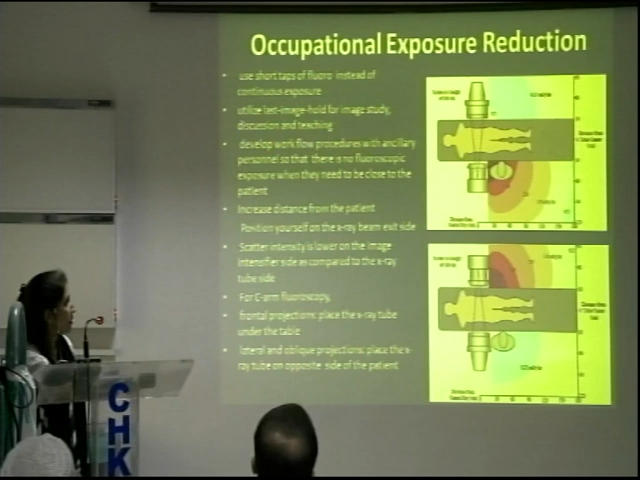 Occupational Exposure Reduction
• use short taps of fluoro instead of
continuous exposure
• utilize last-image-hold for image study,
discussion and teaching
• develop work flow procedures with ancillary
personnel so that there is no fluoroscopic
exposure when they need to be close to the
patient
• Increase distance from the patient
Position yourself on the x-ray beam exit side
• Scatter intensity is lower on the image
intensifier side as compared to the x-ray
tube side
• For C-arm fluoroscopy,
• frontal projections: place the x-ray tube
under the table
• lateral and oblique projections: place the x-
ray tube on opposite side of the patient
CHK